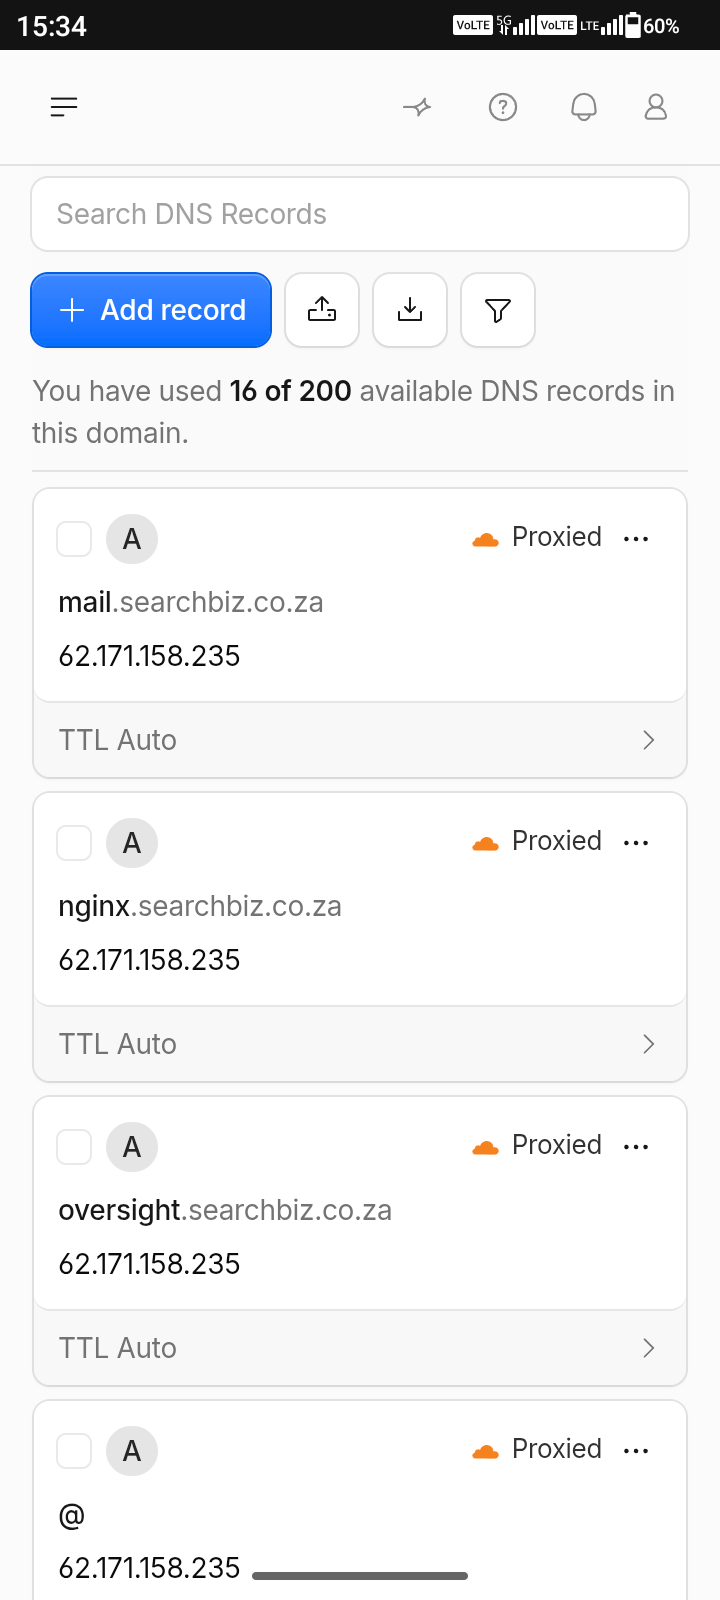 15:34
VoLTE 5G VoLTE LTE 60%
Search DNS Records
Add record
You have used 16 of 200 available DNS records in
this domain.
A Proxied
mail.searchbiz.co.za
62.171.158.235
TTL Auto
A Proxied
nginx.searchbiz.co.za
62.171.158.235
TTL Auto
A Proxied
oversight.searchbiz.co.za
62.171.158.235
TTL Auto
A Proxied
@
62.171.158.235